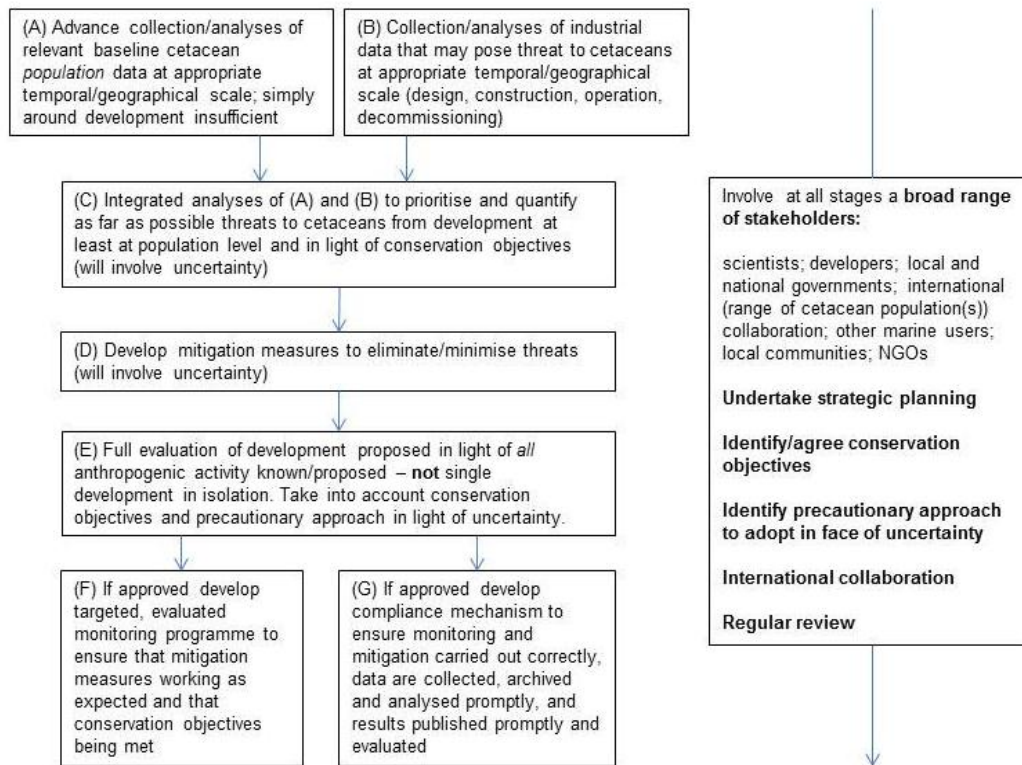 (A) Advance collection/analyses of
relevant baseline cetacean
population data at appropriate
temporal/geographical scale; simply
around development insufficient
(B) Collection/analyses of industrial
data that may pose threat to cetaceans
at appropriate temporal/geographical
scale (design, construction, operation,
decommissioning)
(C) Integrated analyses of (A) and (B) to prioritise and quantify
as far as possible threats to cetaceans from development at
least at population level and in light of conservation objectives
(will involve uncertainty)
(D) Develop mitigation measures to eliminate/minimise threats
(will involve uncertainty)
(E) Full evaluation of development proposed in light of all
anthropogenic activity known/proposed – not single
development in isolation. Take into account conservation
objectives and precautionary approach in light of uncertainty.
(F) If approved develop
targeted, evaluated
monitoring programme to
ensure that mitigation
measures working as
expected and that
conservation objectives
being met
(G) If approved develop
compliance mechanism to
ensure monitoring and
mitigation carried out correctly,
data are collected, archived
and analysed promptly, and
results published promptly and
evaluated
Involve at all stages a broad range
of stakeholders:
scientists; developers; local and
national governments; international
(range of cetacean population(s))
collaboration; other marine users;
local communities; NGOs
Undertake strategic planning
Identify/agree conservation
objectives
Identify precautionary approach
to adopt in face of uncertainty
International collaboration
Regular review